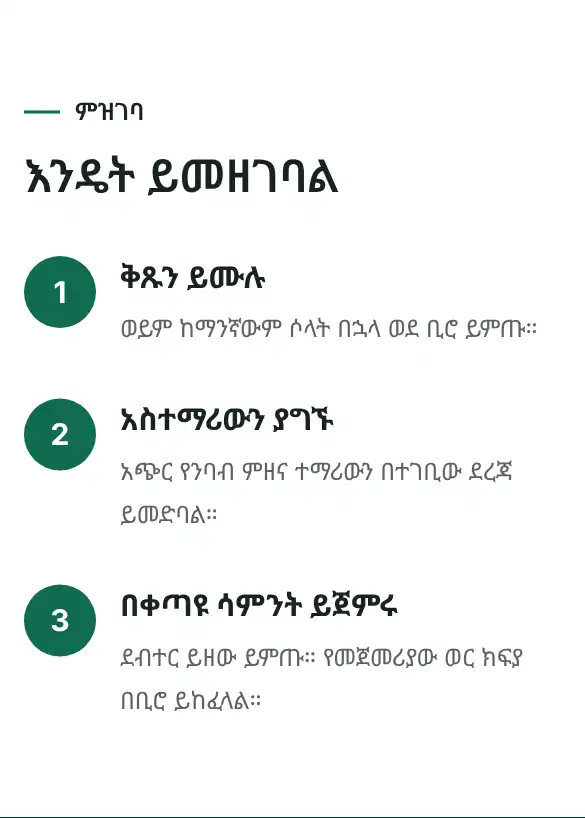 ምዝገባ
እንዴት ይመዘገባል
1
ቅጹን ይሙሉ
ወይም ከማንኛውም ሶላት በኋላ ወደ ቢሮ ይምጡ።
2
አስተማሪውን ያግኙ
አጭር የንባብ ምዘና ተማሪውን በተገቢው ደረጃ
ይመድባል።
3
በቀጣዩ ሳምንት ይጀምሩ
ደብተር ይዘው ይምጡ። የመጀመሪያው ወር ክፍያ
በቢሮ ይከፈላል።